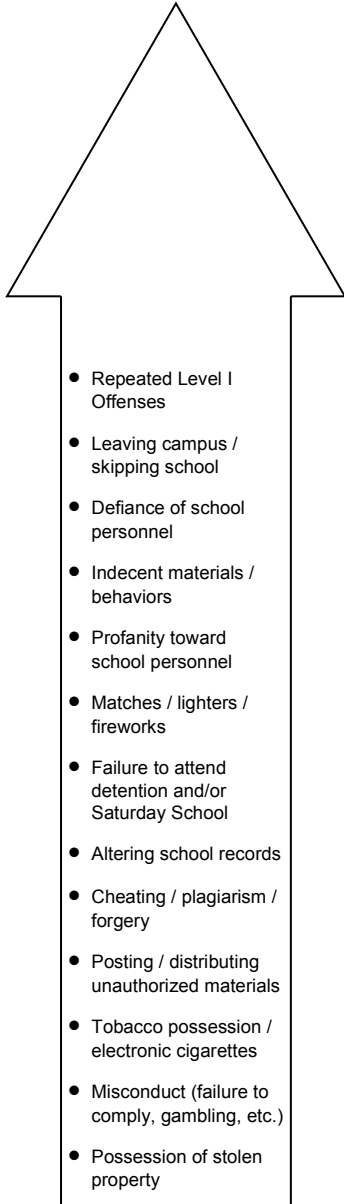 ● Repeated Level I
Offenses
● Leaving campus /
skipping school
● Defiance of school
personnel
● Indecent materials /
behaviors
● Profanity toward
school personnel
● Matches / lighters /
fireworks
● Failure to attend
detention and/or
Saturday School
● Altering school records
● Cheating / plagiarism /
forgery
● Posting / distributing
unauthorized materials
● Tobacco possession /
electronic cigarettes
● Misconduct (failure to
comply, gambling, etc.)
● Possession of stolen
property